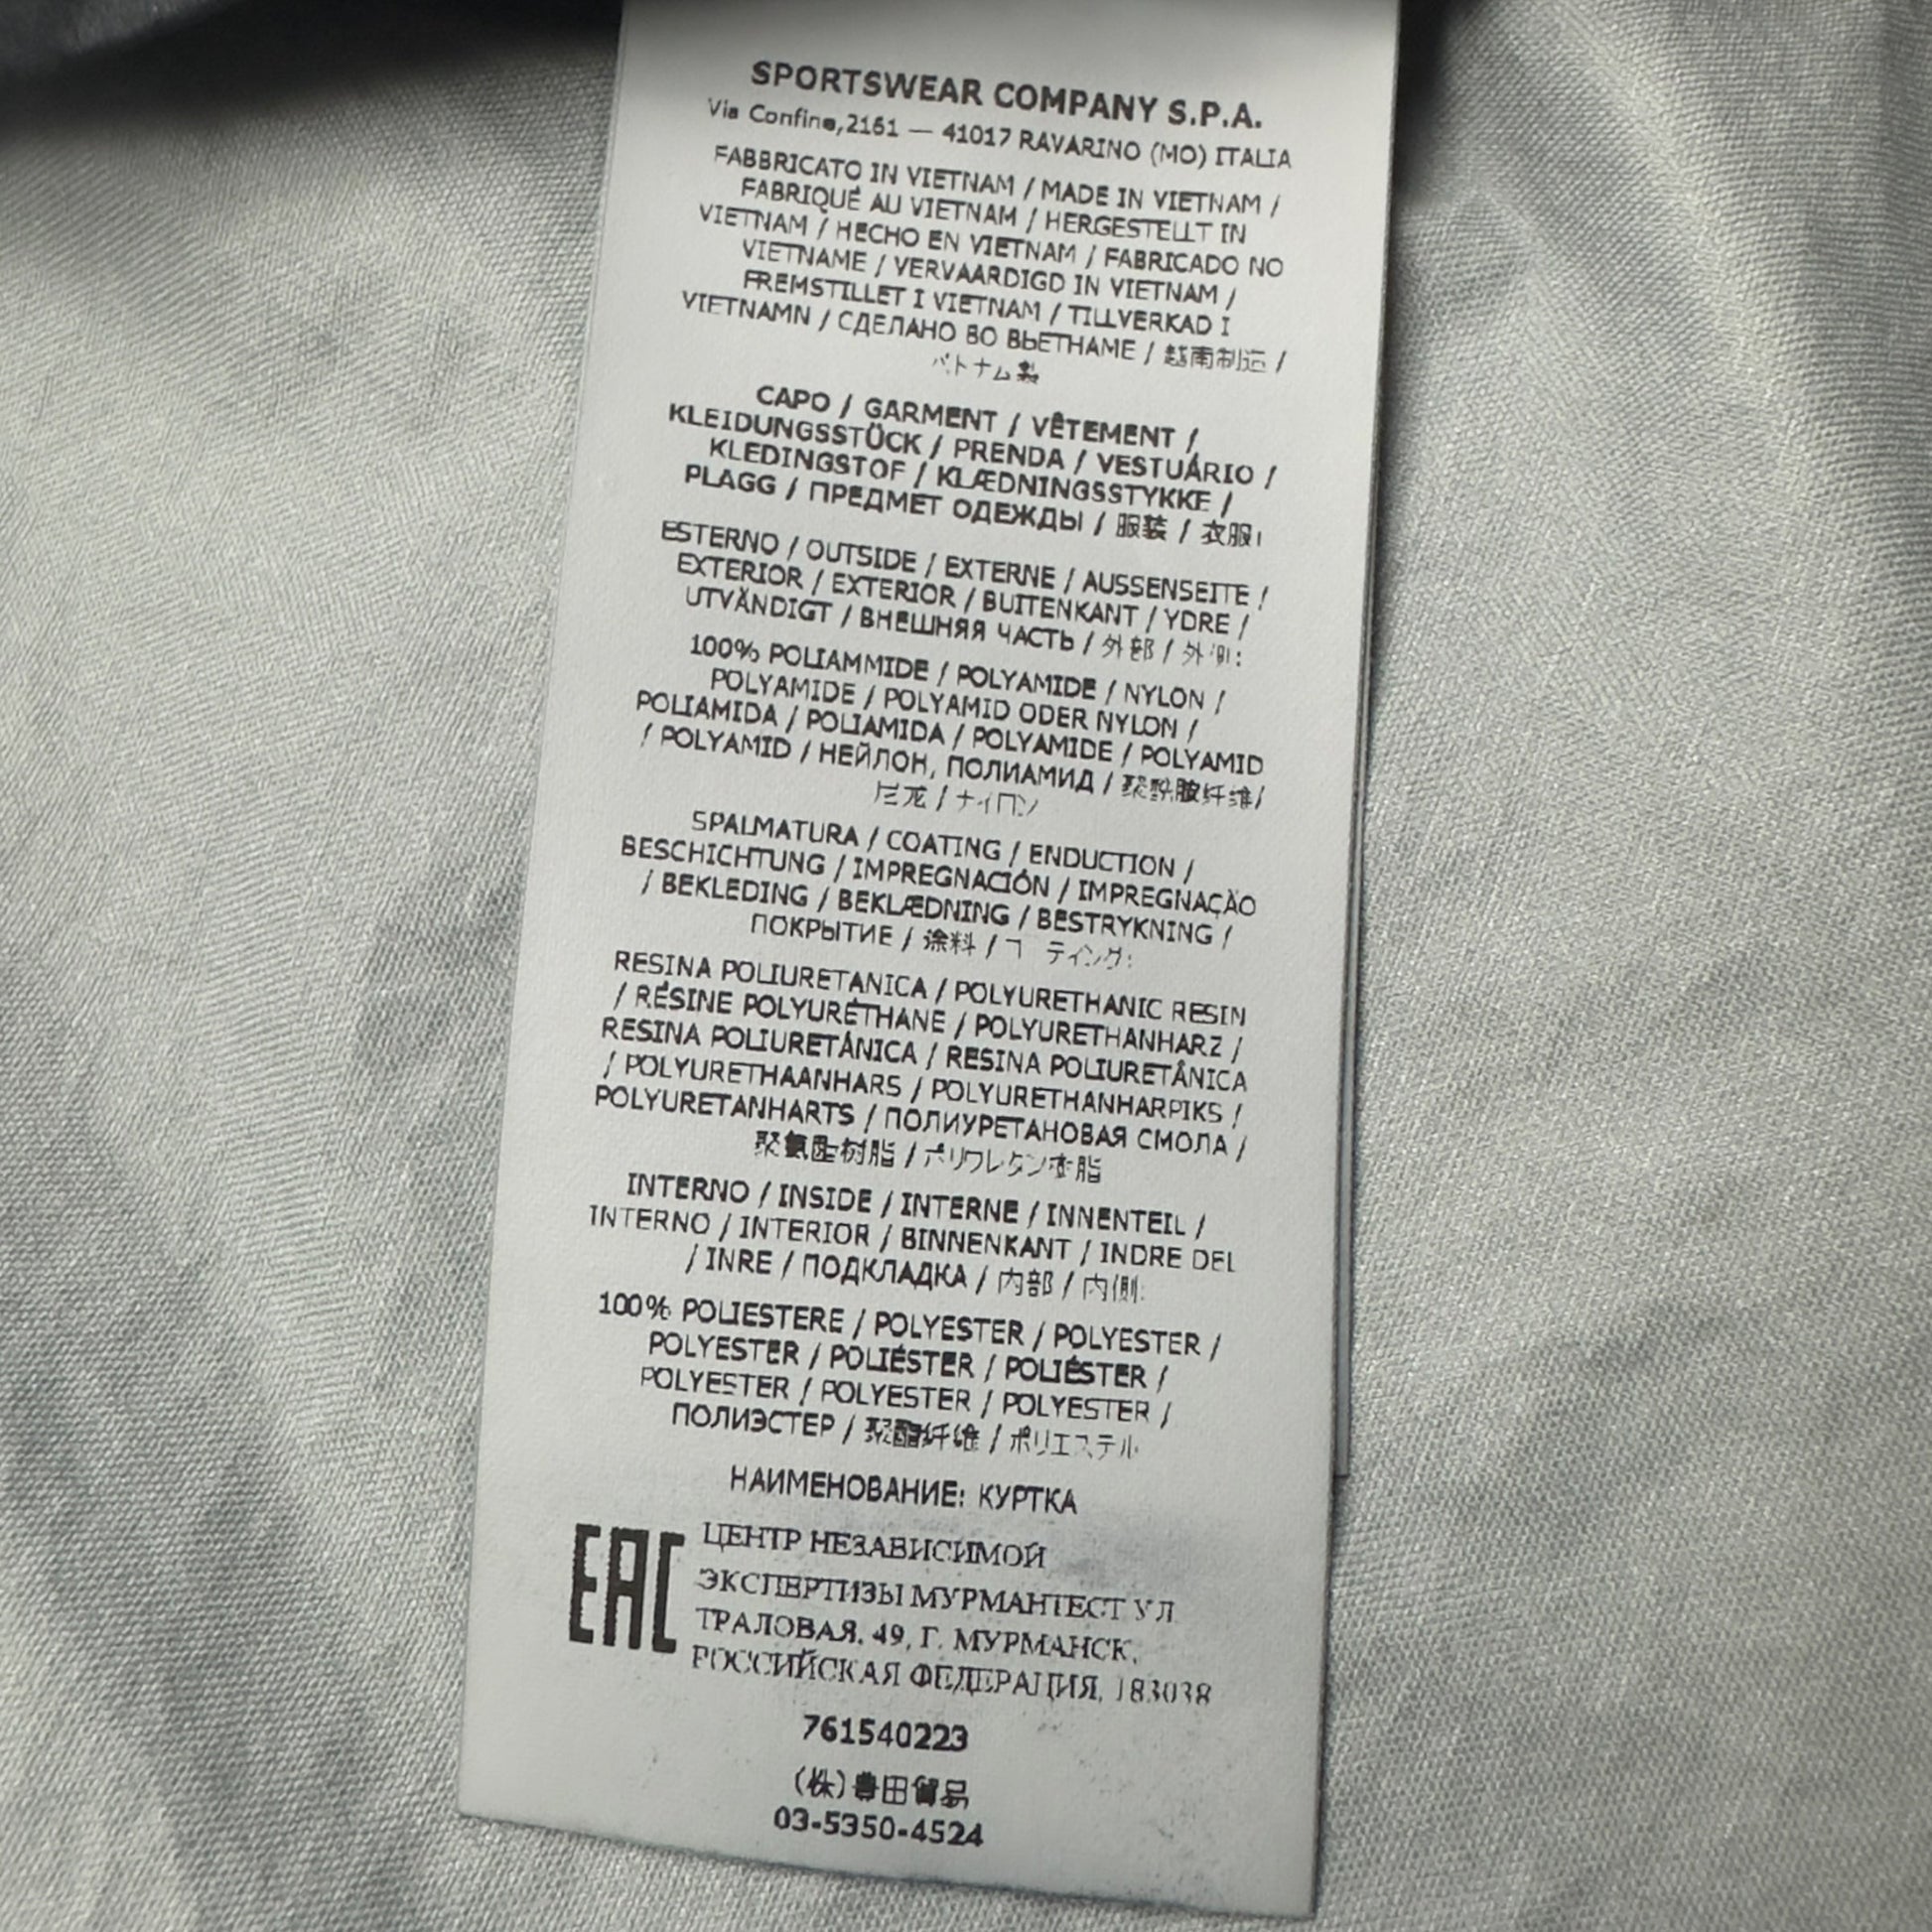 SPORTSWEAR COMPANY S.P.A.
Via Confine,2161 — 41017 RAVARINO (MO) ITALIA
FABBRICATO IN VIETNAM / MADE IN VIETNAM /
FABRIQUÉ AU VIETNAM / HERGESTELLT IN
VIETNAM / HECHO EN VIETNAM / FABRICADO NO
VIETNAME / VERVAARDIGD IN VIETNAM /
FREMSTILLET I VIETNAM / TILLVERKAD I
VIETNAMN / СДЕЛАНО ВО ВЬЕТНАМЕ / 越南制造 /
ベトナム製
CAPO / GARMENT / VÊTEMENT /
KLEIDUNGSSTÜCK / PRENDA / VESTUÁRIO /
KLEDINGSTOF / KLÆDNINGSSTYKKE /
PLAGG / ПРЕДМЕТ ОДЕЖДЫ / 服装 / 衣服:
ESTERNO / OUTSIDE / EXTERNE / AUSSENSEITE /
EXTERIOR / EXTERIOR / BUITENKANT / YDRE /
UTVÄNDIGT / ВНЕШНЯЯ ЧАСТЬ / 外部 / 外側:
100% POLIAMMIDE / POLYAMIDE / NYLON /
POLYAMIDE / POLYAMID ODER NYLON /
POLIAMIDA / POLIAMIDA / POLYAMIDE / POLYAMID
/ POLYAMID / НЕЙЛОН, ПОЛИАМИД / 聚酰胺纤维/
尼龙 / ナイロン
SPALMATURA / COATING / ENDUCTION /
BESCHICHTUNG / IMPREGNACIÓN / IMPREGNAÇÃO
/ BEKLEDING / BEKLÆDNING / BESTRYKNING /
ПОКРЫТИЕ / 涂料 / コーティング:
RESINA POLIURETANICA / POLYURETHANIC RESIN
/ RÉSINE POLYURÉTHANE / POLYURETHANHARZ /
RESINA POLIURETÁNICA / RESINA POLIURETÂNICA
/ POLYURETHAANHARS / POLYURETHANHARPIKS /
POLYURETANHARTS / ПОЛИУРЕТАНОВАЯ СМОЛА /
聚氨酯树脂 / ポリウレタン樹脂
INTERNO / INSIDE / INTERNE / INNENTEIL /
INTERNO / INTERIOR / BINNENKANT / INDRE DEL
/ INRE / ПОДКЛАДКА / 内部 / 内側:
100% POLIESTERE / POLYESTER / POLYESTER /
POLYESTER / POLIÉSTER / POLIÉSTER /
POLYESTER / POLYESTER / POLYESTER /
ПОЛИЭСТЕР / 聚酯纤维 / ポリエステル
НАИМЕНОВАНИЕ: КУРТКА
EAC
ЦЕНТР НЕЗАВИСИМОЙ
ЭКСПЕРТИЗЫ МУРМАНТЕСТ УЛ
ТРАЛОВАЯ, 49, Г. МУРМАНСК,
РОССИЙСКАЯ ФЕДЕРАЦИЯ, 183038
761540223
(株)豊田貿易
03-5350-4524